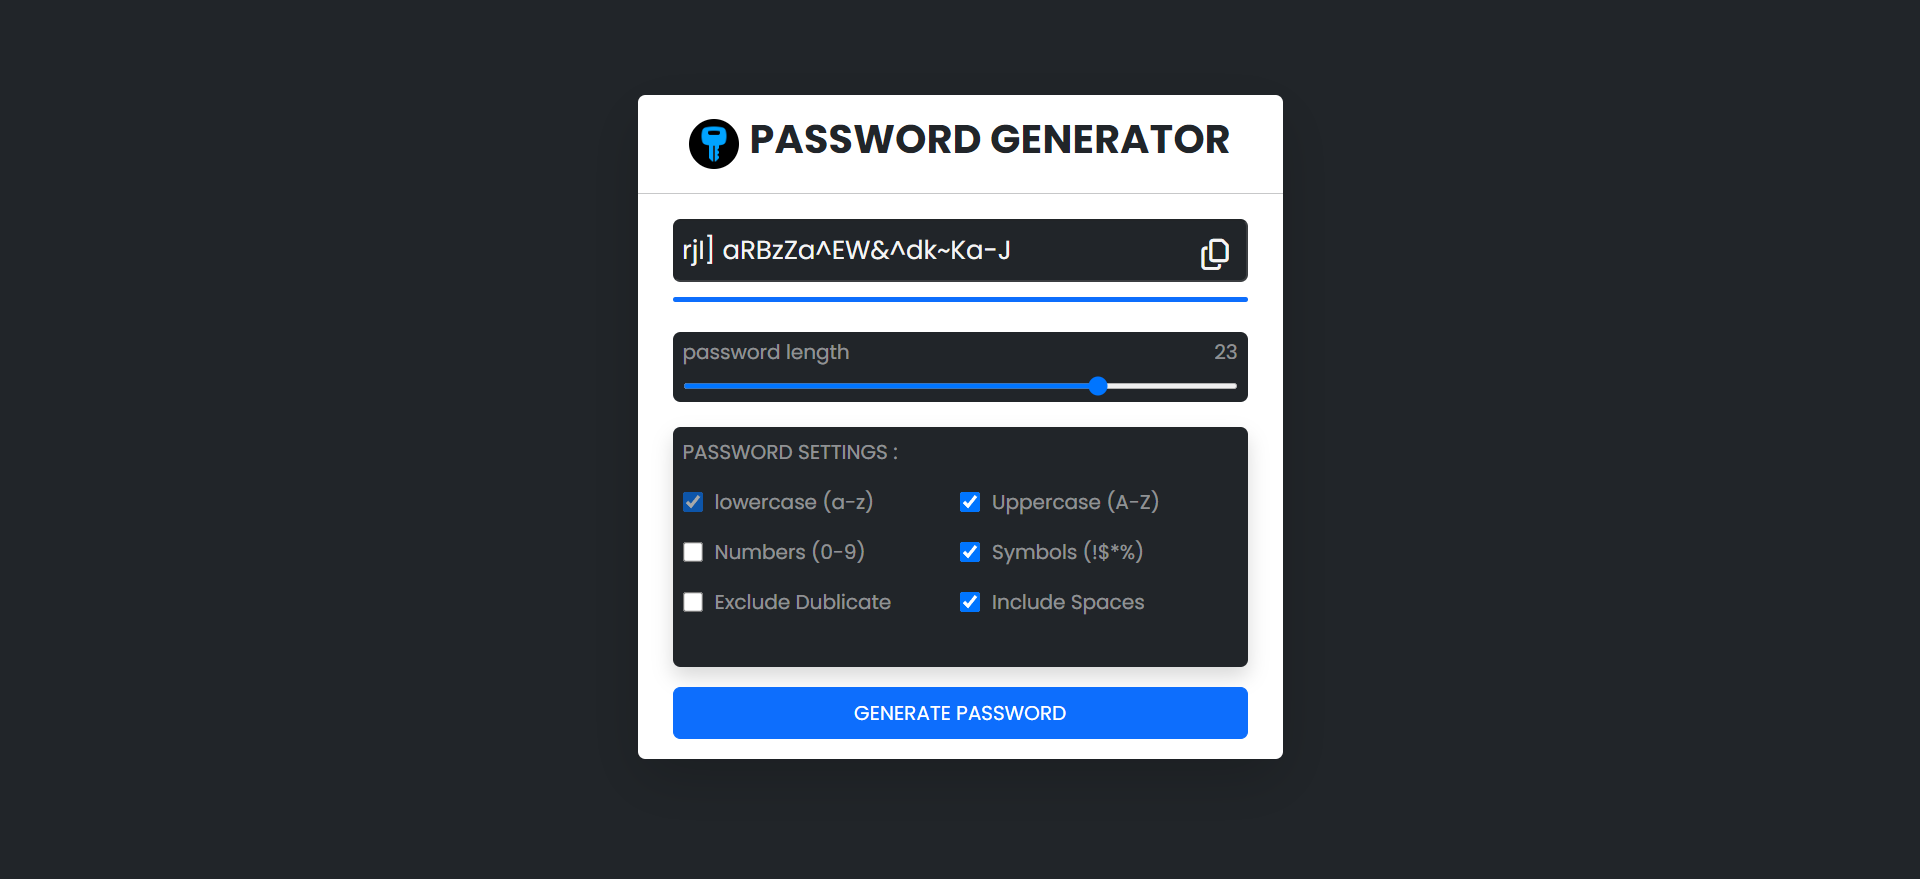 PASSWORD GENERATOR
rjI] aRBzZa^EW&^dk~Ka-J
password length 23
PASSWORD SETTINGS :
lowercase (a-z) Uppercase (A-Z)
Numbers (0-9) Symbols (!$*%)
Exclude Dublicate Include Spaces
GENERATE PASSWORD